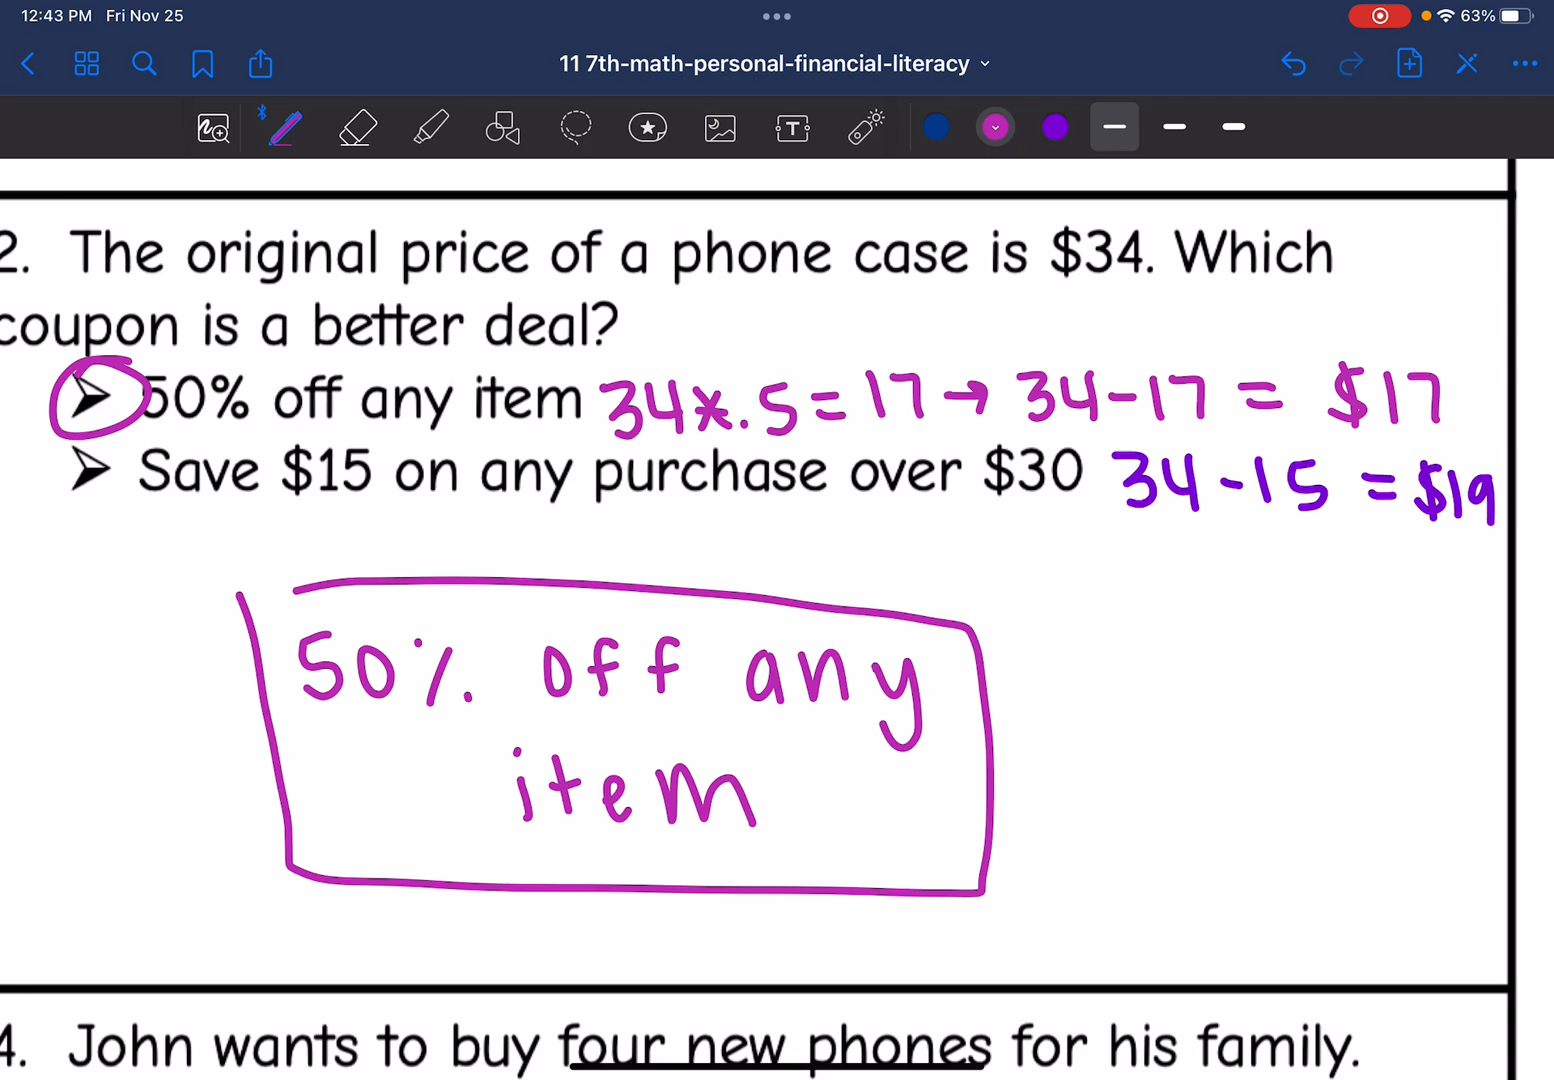 12:43 PM Fri Nov 25
63%
11 7th-math-personal-financial-literacy
T
2. The original price of a phone case is $34. Which
coupon is a better deal?
➤ 50% off any item 34×.5=17→34-17= $17
➤ Save $15 on any purchase over $30 34-15=$19
50% off any
item
4. John wants to buy four new phones for his family.